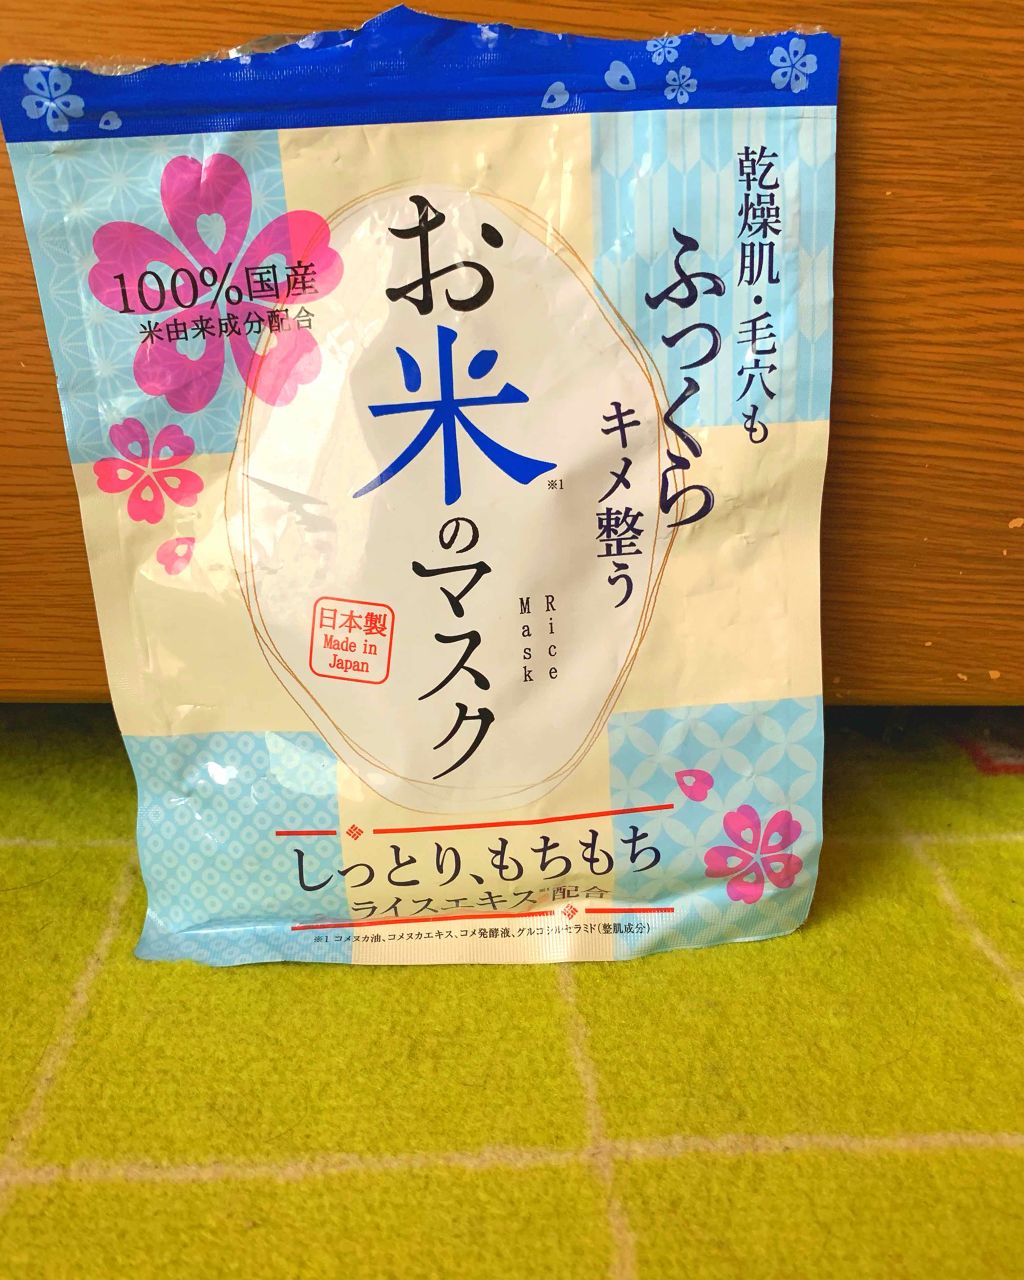 乾燥肌・毛穴も
ふっくら
キメ整う
100%国産
米由来成分配合
お米のマスク
※1
Rice
Mask
日本製
Made in
Japan
しっとり、もちもち
ライスエキス※1配合
※1 コメヌカ油、コメヌカエキス、コメ発酵液、グルコシルセラミド(整肌成分)